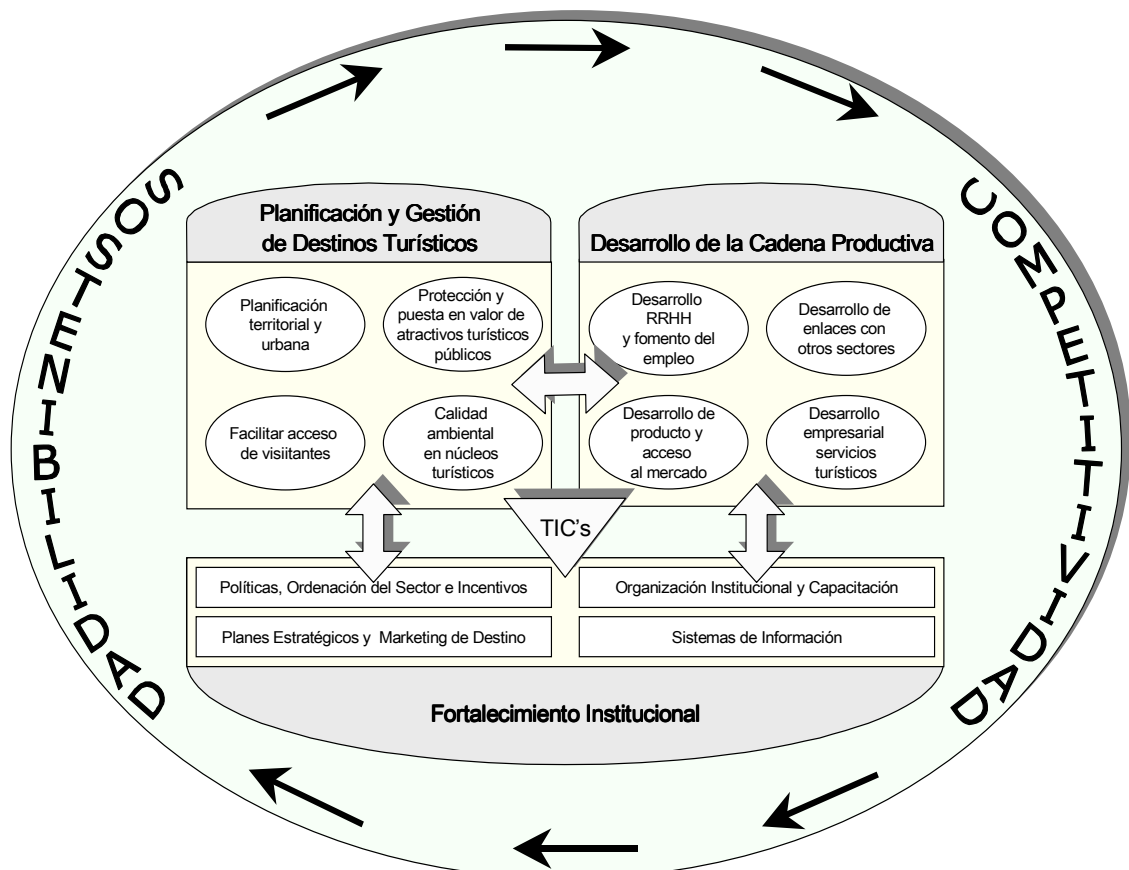 SOSTENIBILIDAD
COMPETITIVIDAD
Planificación y Gestión
de Destinos Turísticos
Planificación
territorial y
urbana
Protección y
puesta en valor de
atractivos turísticos
públicos
Facilitar acceso
de visiitantes
Calidad
ambiental
en núcleos
turísticos
Desarrollo de la Cadena Productiva
Desarrollo
RRHH
y fomento del
empleo
Desarrollo de
enlaces con
otros sectores
Desarrollo de
producto y
acceso
al mercado
Desarrollo
empresarial
servicios
turísticos
TIC's
Políticas, Ordenación del Sector e Incentivos
Organización Institucional y Capacitación
Planes Estratégicos y Marketing de Destino
Sistemas de Información
Fortalecimiento Institucional